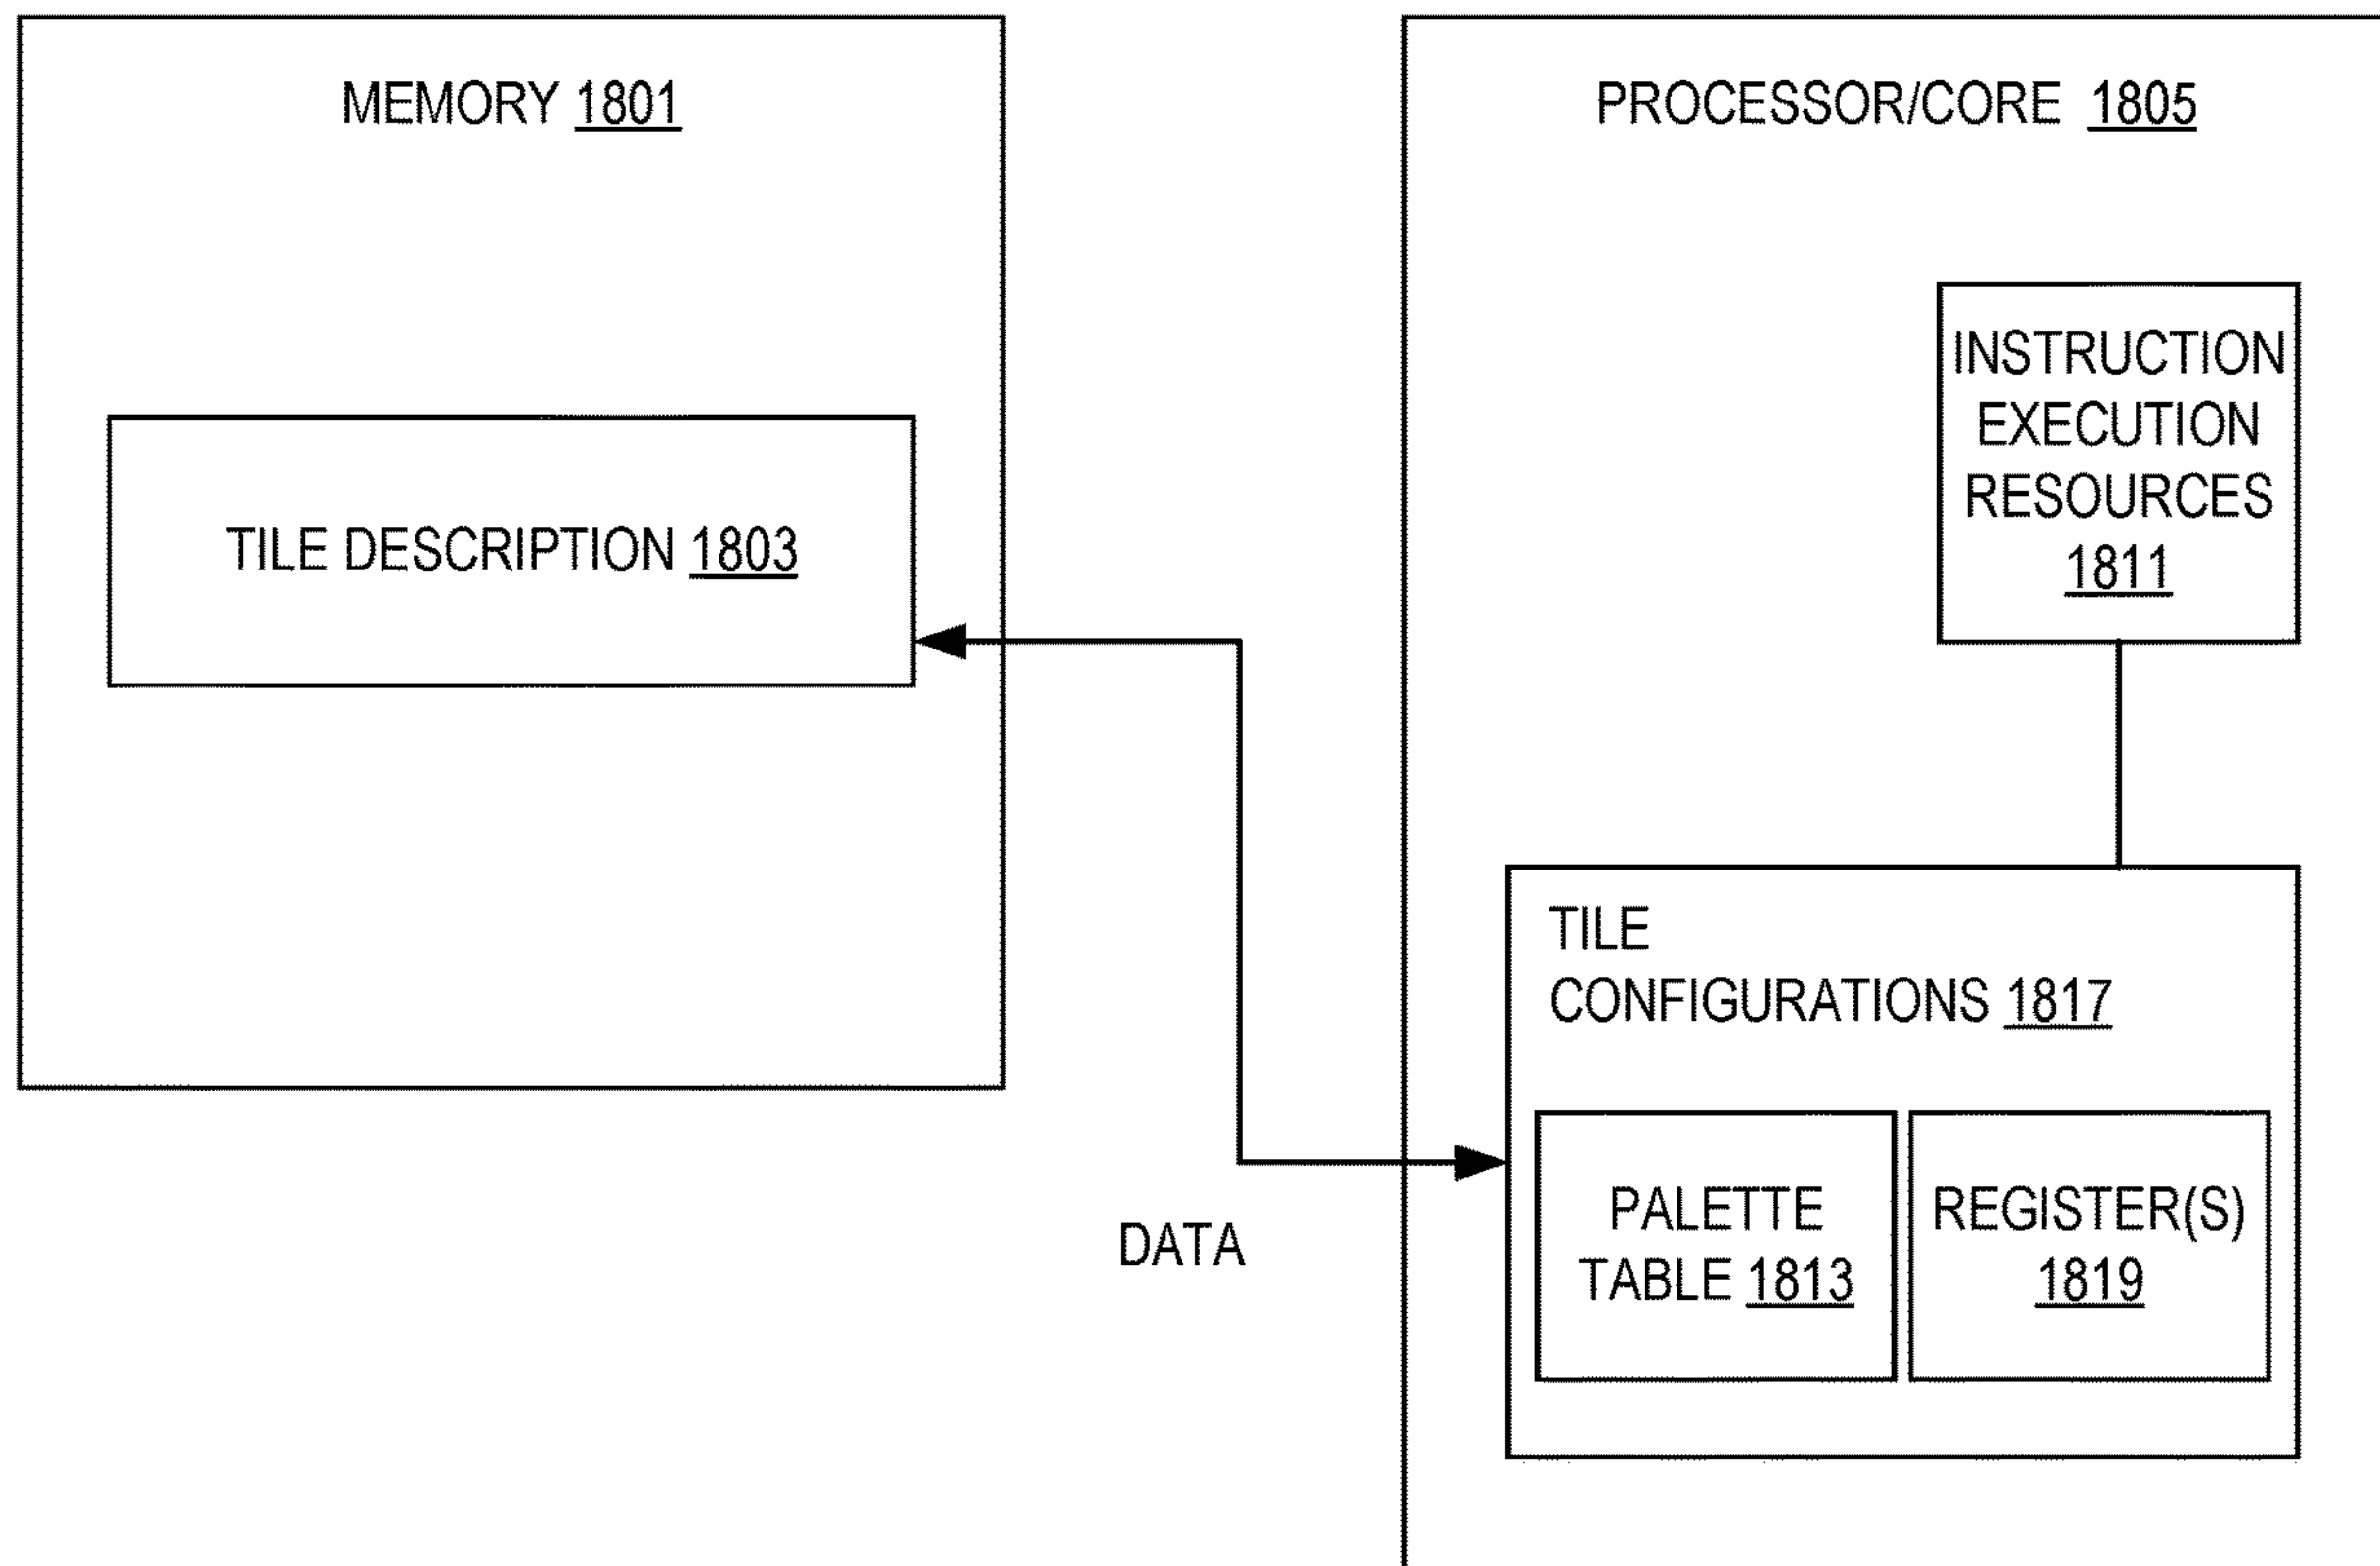 MEMORY 1801
TILE DESCRIPTION 1803
DATA
PROCESSOR/CORE 1805
INSTRUCTION
EXECUTION
RESOURCES
1811
TILE
CONFIGURATIONS 1817
PALETTE
TABLE 1813
REGISTER(S)
1819